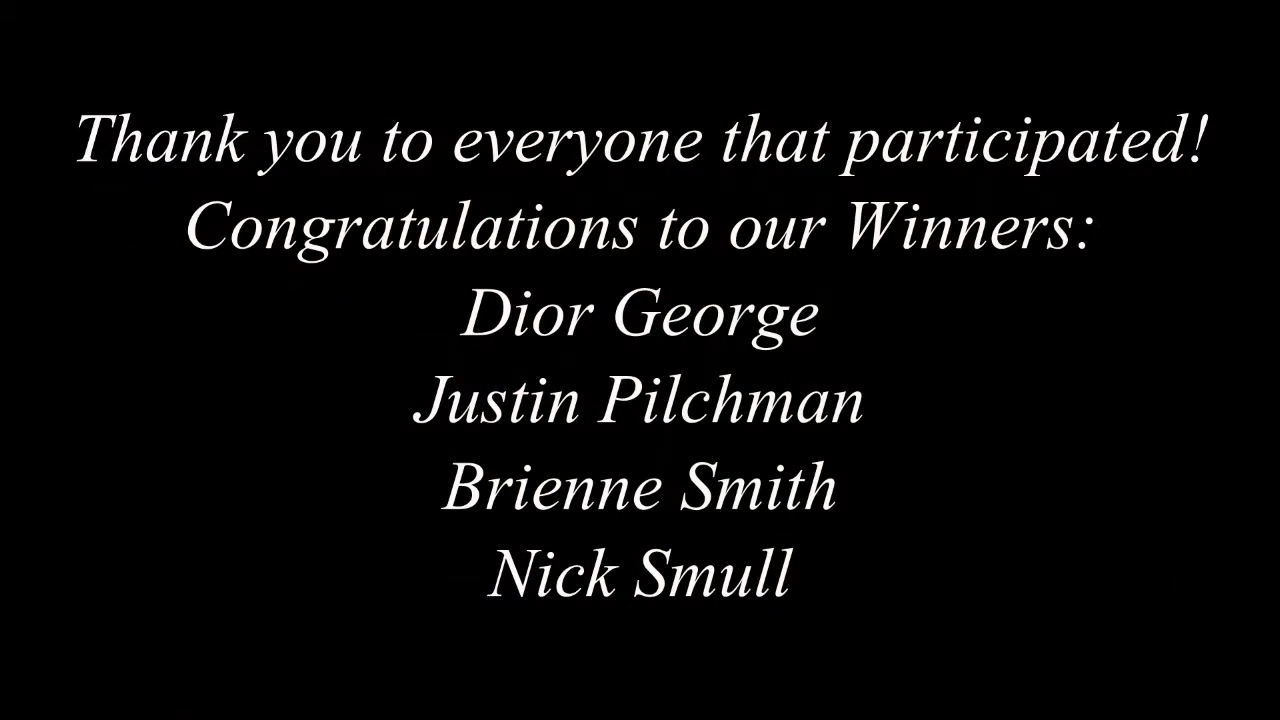 Thank you to everyone that participated!
Congratulations to our Winners:
Dior George
Justin Pilchman
Brienne Smith
Nick Smull